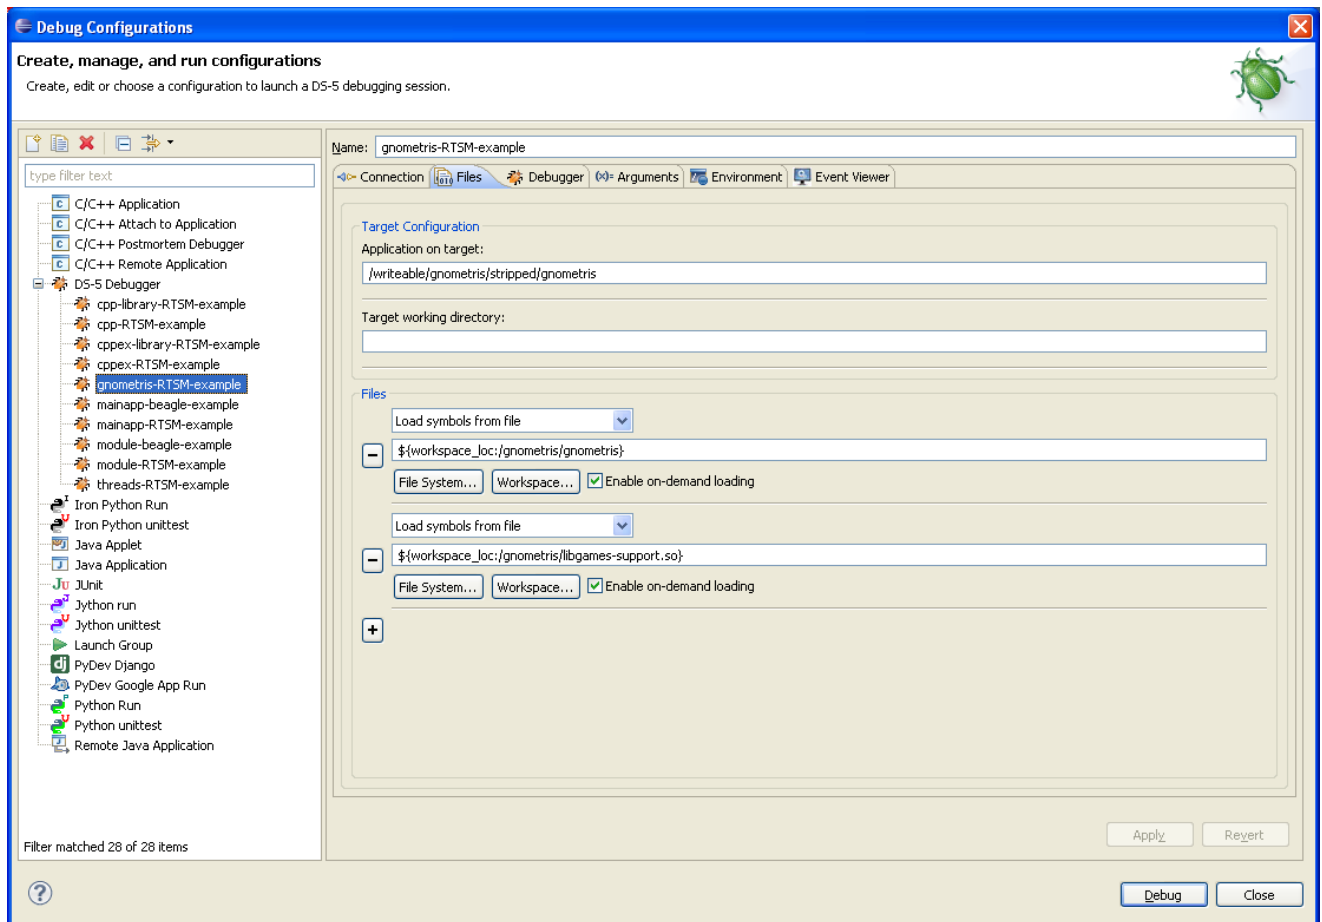 Debug Configurations
Create, manage, and run configurations
Create, edit or choose a configuration to launch a DS-5 debugging session.
type filter text
C/C++ Application
C/C++ Attach to Application
C/C++ Postmortem Debugger
C/C++ Remote Application
DS-5 Debugger
cpp-library-RTSM-example
cpp-RTSM-example
cppex-library-RTSM-example
cppex-RTSM-example
gnometris-RTSM-example
mainapp-beagle-example
mainapp-RTSM-example
module-beagle-example
module-RTSM-example
threads-RTSM-example
Iron Python Run
Iron Python unittest
Java Applet
Java Application
Ju JUnit
Jython run
Jython unittest
Launch Group
dj PyDev Django
PyDev Google App Run
Python Run
Python unittest
Remote Java Application
Filter matched 28 of 28 items
Name: gnometris-RTSM-example
Connection Files Debugger (x)= Arguments Environment Event Viewer
Target Configuration
Application on target:
/writeable/gnometris/stripped/gnometris
Target working directory:
Files
Load symbols from file
${workspace_loc:/gnometris/gnometris}
File System... Workspace... Enable on-demand loading
Load symbols from file
${workspace_loc:/gnometris/libgames-support.so}
File System... Workspace... Enable on-demand loading
Apply Revert
Debug Close